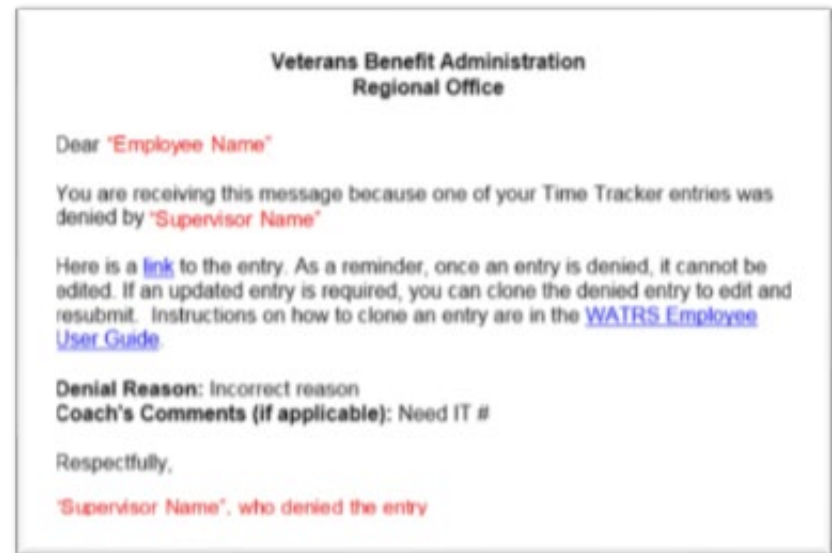 Veterans Benefit Administration
Regional Office
Dear "Employee Name"
You are receiving this message because one of your Time Tracker entries was
denied by "Supervisor Name"
Here is a link to the entry. As a reminder, once an entry is denied, it cannot be
edited. If an updated entry is required, you can clone the denied entry to edit and
resubmit. Instructions on how to clone an entry are in the WATRS Employee
User Guide.
Denial Reason: Incorrect reason
Coach's Comments (if applicable): Need IT #
Respectfully,
"Supervisor Name", who denied the entry